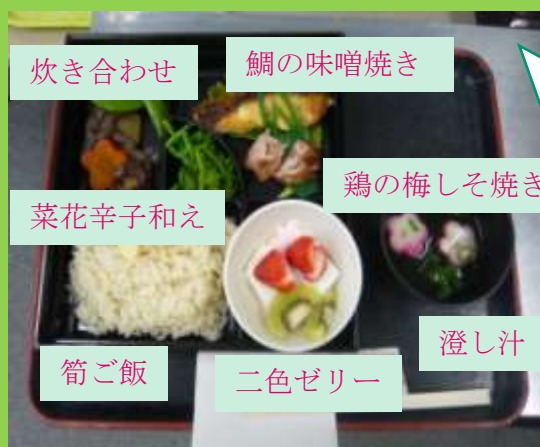 炊き合わせ
鯛の味噌焼き
鶏の梅しそ焼き
菜花辛子和え
筍ご飯
二色ゼリー
澄し汁